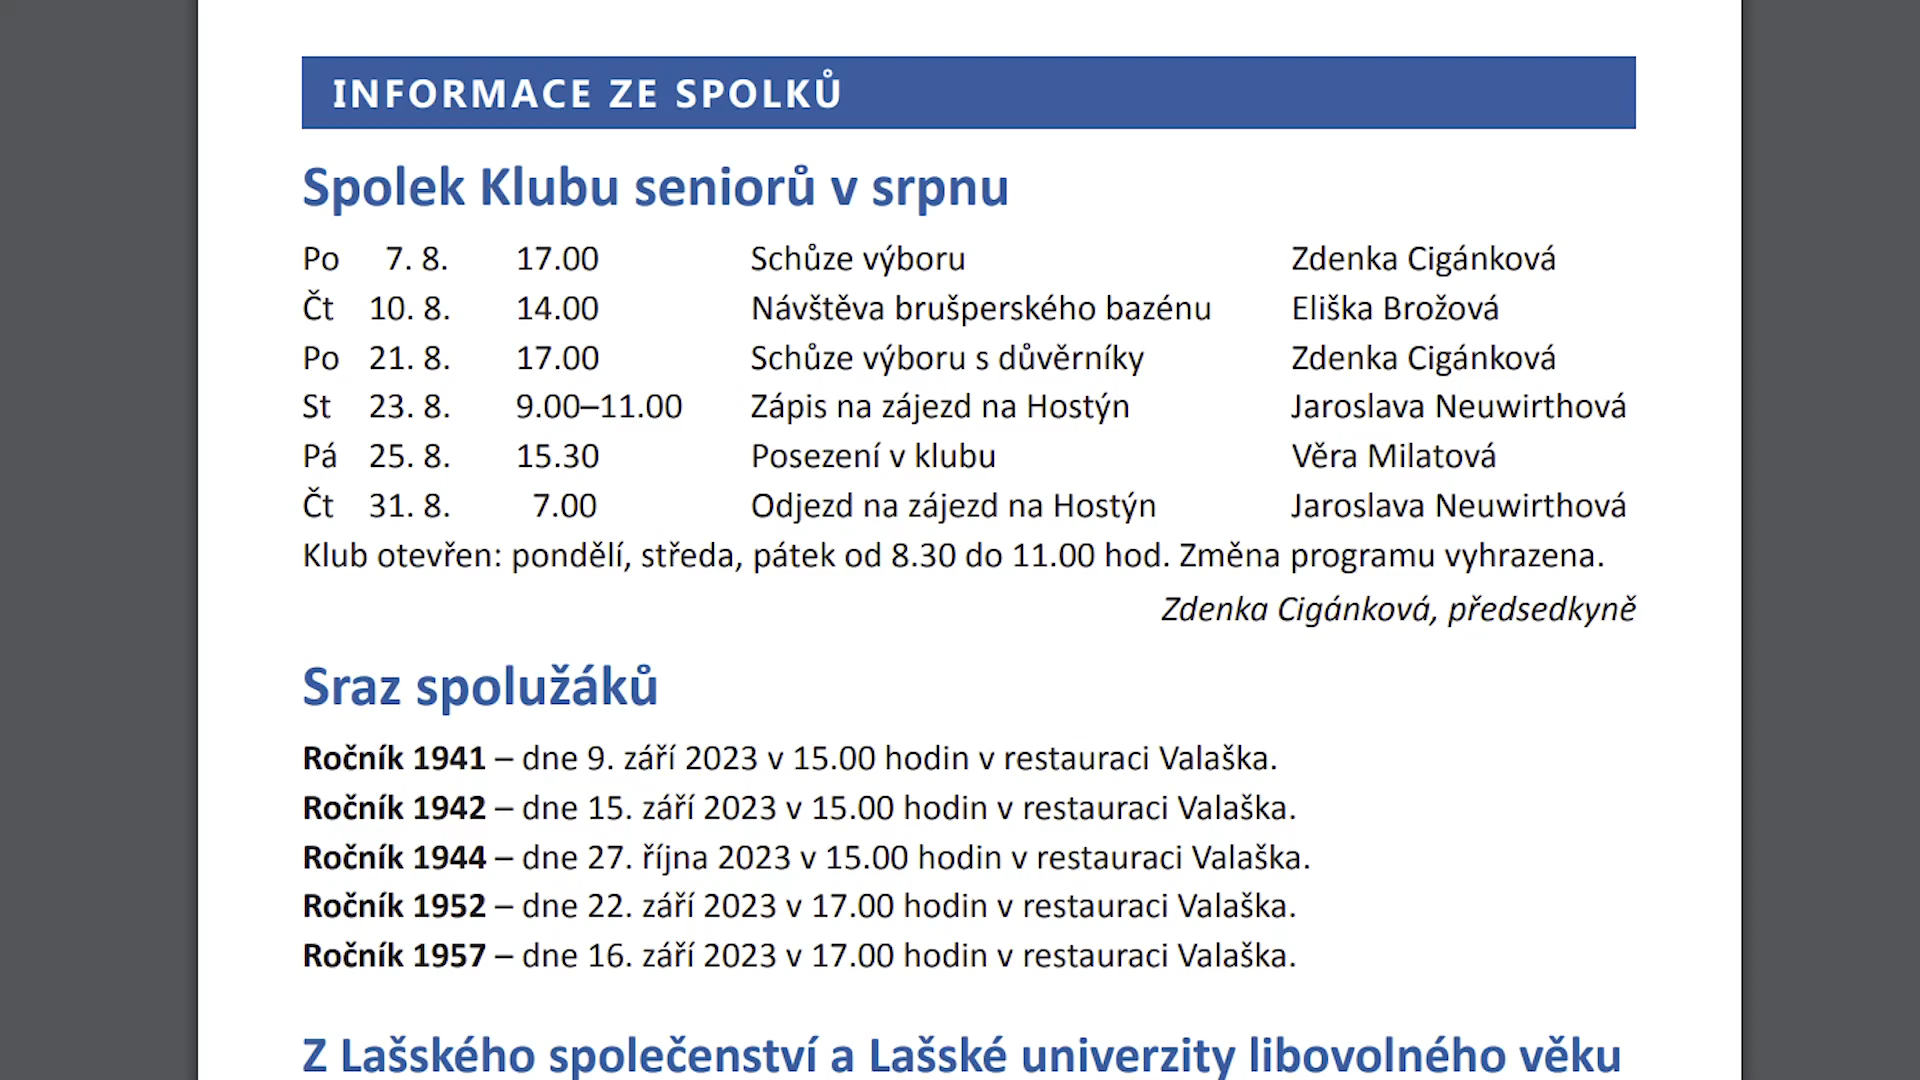 INFORMACE ZE SPOLKŮ
Spolek Klubu seniorů v srpnu
Po 7. 8. 17.00 Schůze výboru Zdenka Cigánková
Čt 10. 8. 14.00 Návštěva brušperského bazénu Eliška Brožová
Po 21. 8. 17.00 Schůze výboru s důvěrníky Zdenka Cigánková
St 23. 8. 9.00–11.00 Zápis na zájezd na Hostýn Jaroslava Neuwirthová
Pá 25. 8. 15.30 Posezení v klubu Věra Milatová
Čt 31. 8. 7.00 Odjezd na zájezd na Hostýn Jaroslava Neuwirthová
Klub otevřen: pondělí, středa, pátek od 8.30 do 11.00 hod. Změna programu vyhrazena.
Zdenka Cigánková, předsedkyně
Sraz spolužáků
Ročník 1941 – dne 9. září 2023 v 15.00 hodin v restauraci Valaška.
Ročník 1942 – dne 15. září 2023 v 15.00 hodin v restauraci Valaška.
Ročník 1944 – dne 27. října 2023 v 15.00 hodin v restauraci Valaška.
Ročník 1952 – dne 22. září 2023 v 17.00 hodin v restauraci Valaška.
Ročník 1957 – dne 16. září 2023 v 17.00 hodin v restauraci Valaška.
Z Lašského společenství a Lašské univerzity libovolného věku